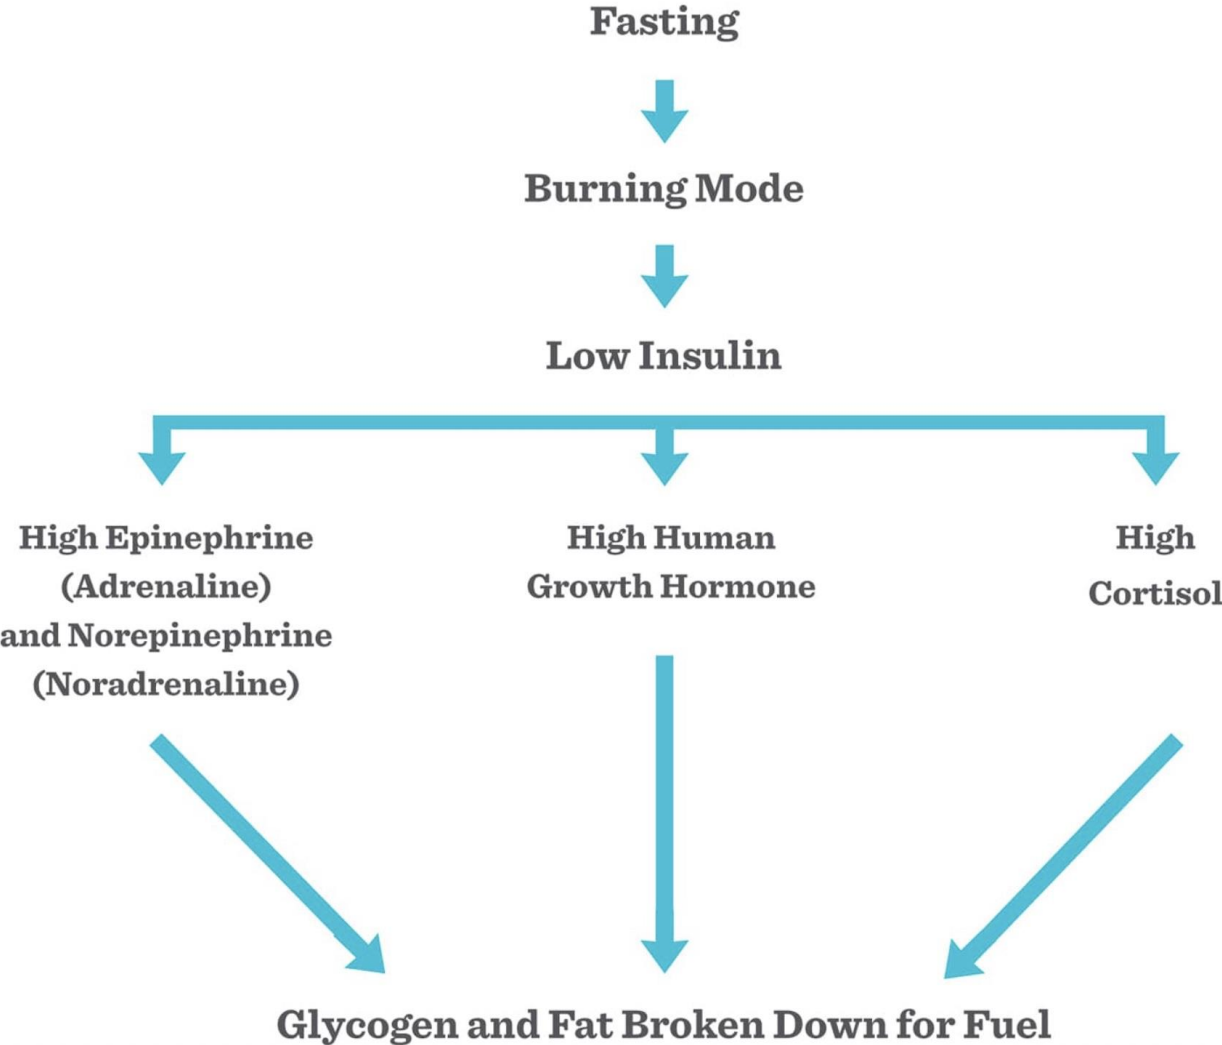 Fasting
Burning Mode
Low Insulin
High Epinephrine
(Adrenaline)
and Norepinephrine
(Noradrenaline)
High Human
Growth Hormone
High
Cortisol
Glycogen and Fat Broken Down for Fuel